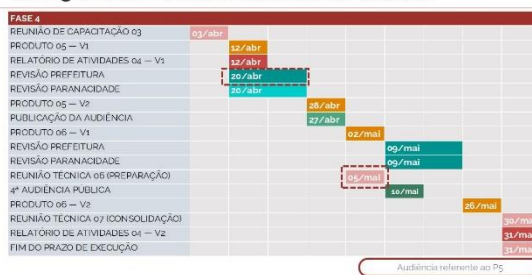 FASE 4
REUNIÃO DE CAPACITAÇÃO 03 03/abr
PRODUTO 05 — V1 12/abr
RELATÓRIO DE ATIVIDADES 04 — V1 12/abr
REVISÃO PREFEITURA 20/abr
REVISÃO PARANACIDADE 20/abr
PRODUTO 05 — V2 28/abr
PUBLICAÇÃO DA AUDIÊNCIA 27/abr
PRODUTO 06 — V1 02/mai
REVISÃO PREFEITURA 09/mai
REVISÃO PARANACIDADE 09/mai
REUNIÃO TÉCNICA 06 (PREPARAÇÃO) 05/mai
4ª AUDIÊNCIA PUBLICA 10/mai
PRODUTO 06 — V2 26/mai
REUNIÃO TÉCNICA 07 (CONSOLIDAÇÃO) 30/ma
RELATÓRIO DE ATIVIDADES 04 — V2 31/ma
FIM DO PRAZO DE EXECUÇÃO 31/ma
Audiência referente ao P5